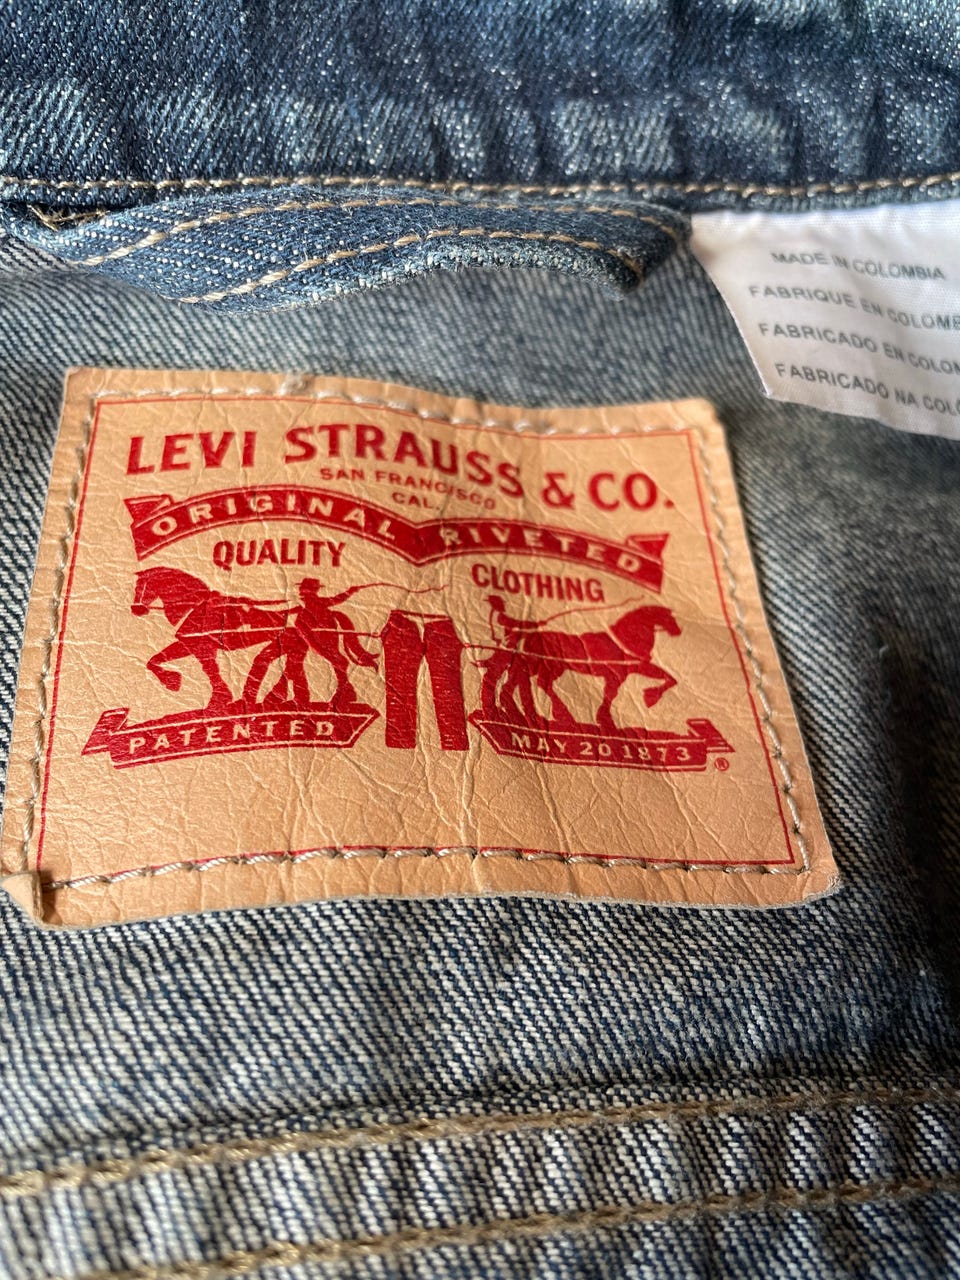 MADE IN COLOMBIA
FABRIQUE EN
FABRICADO EN
FABRICADO NA
LEVI STRAUSS & CO.
SAN FRANCISCO
CAL.
ORIGINAL RIVETED
QUALITY CLOTHING
PATENTED MAY 20 1873
®